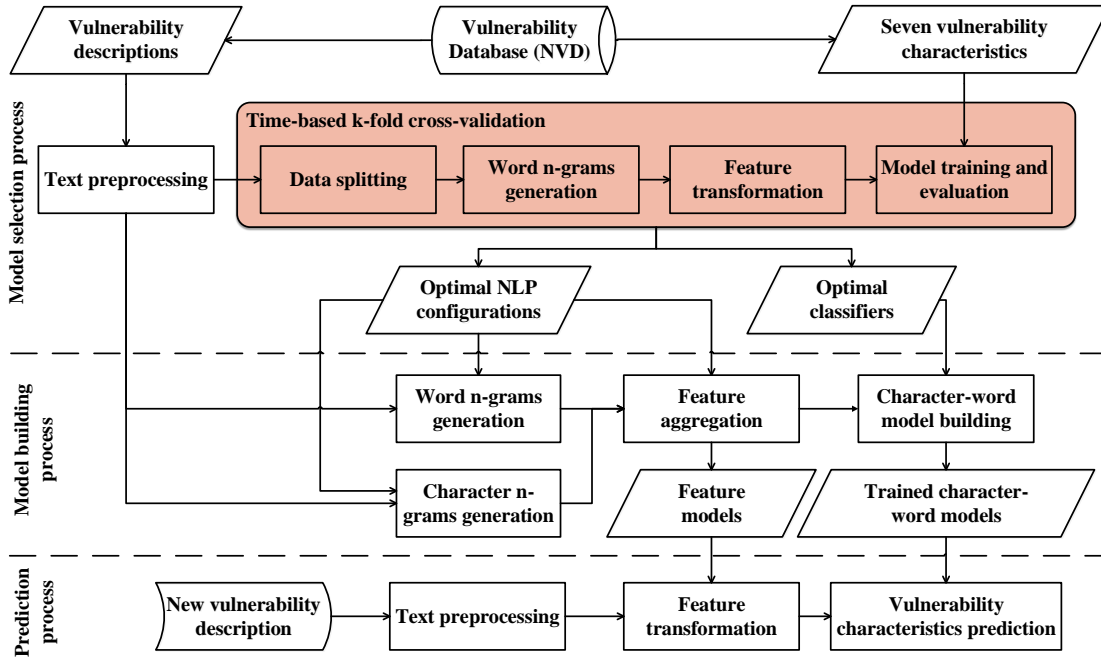 Vulnerability
descriptions
Vulnerability
Database (NVD)
Seven vulnerability
characteristics
Model selection process
Time-based k-fold cross-validation
Text preprocessing
Data splitting
Word n-grams
generation
Feature
transformation
Model training and
evaluation
Optimal NLP
configurations
Optimal
classifiers
Model building
process
Word n-grams
generation
Feature
aggregation
Character-word
model building
Character n-
grams generation
Feature
models
Trained character-
word models
Prediction
process
New vulnerability
description
Text preprocessing
Feature
transformation
Vulnerability
characteristics prediction